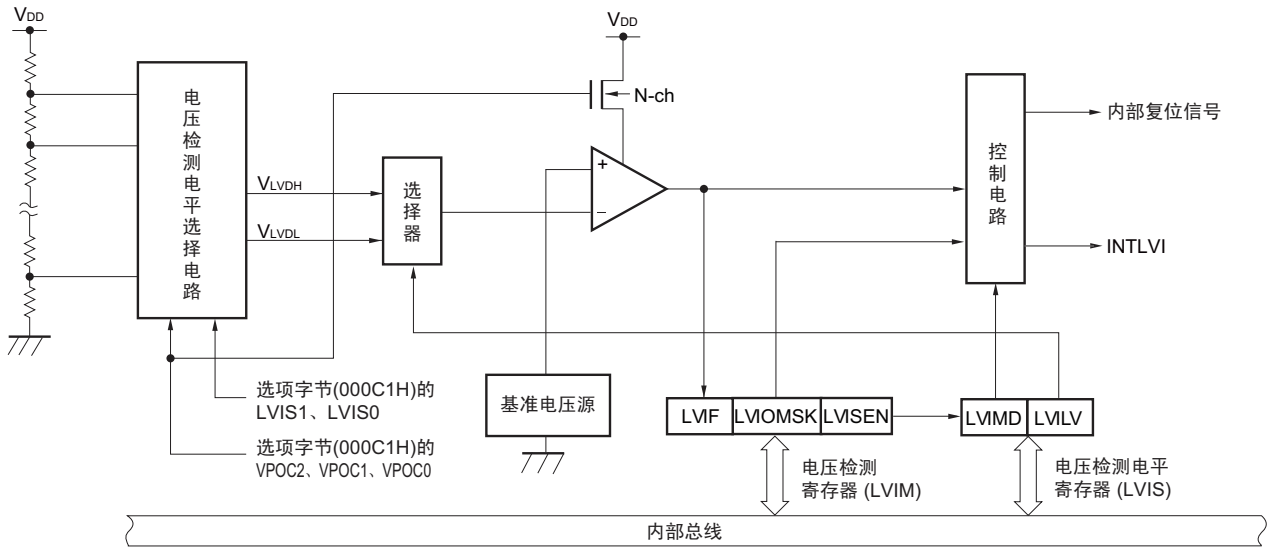 VDD
VDD
N-ch
电压检测电平选择电路
VLVDH
VLVDL
选择器
+
−
控制电路
内部复位信号
INTLVI
选项字节(000C1H)的
LVIS1、LVIS0
选项字节(000C1H)的
VPOC2、VPOC1、VPOC0
基准电压源
LVIF
LVIOMSK
LVISEN
LVIMD
LVILV
电压检测
寄存器 (LVIM)
电压检测电平
寄存器 (LVIS)
内部总线